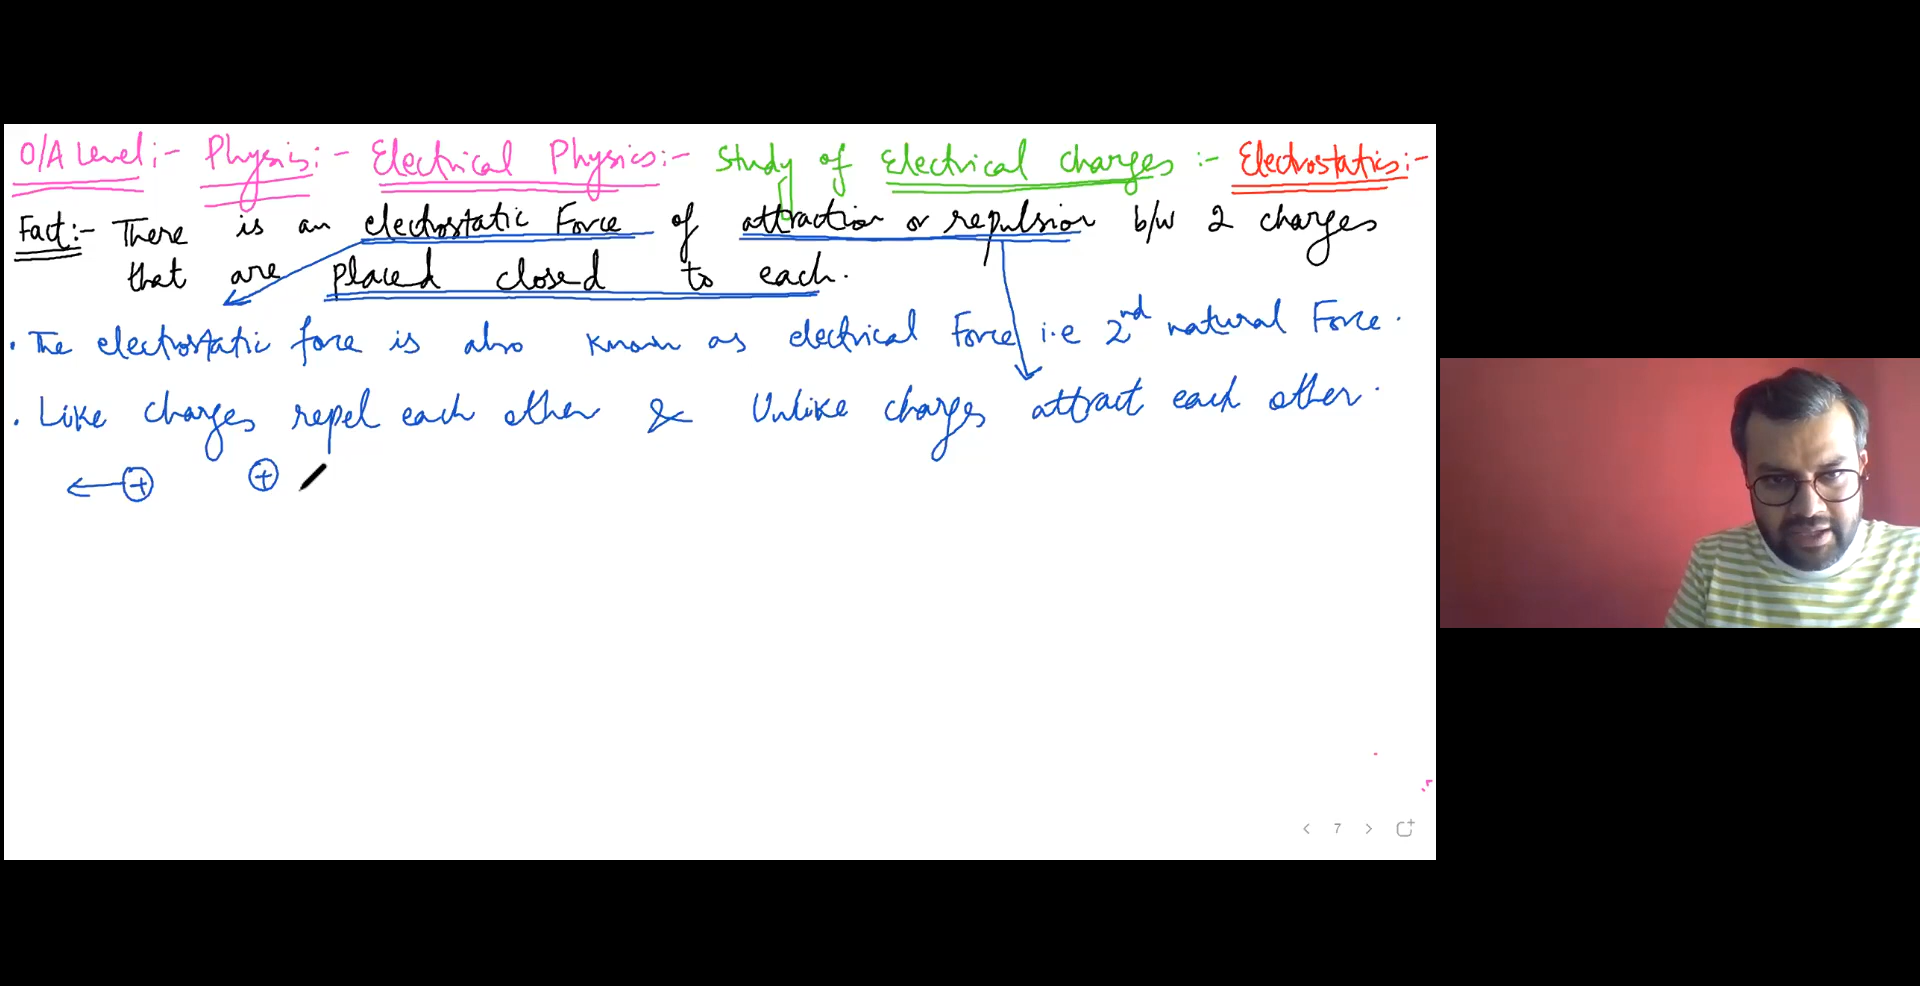 O/A Level:- Physis:- Electrical Physics:- Study of Electrical charges :- Electrostatics:-
Fact:- There is an electrostatic Force of attraction or repulsion b/w 2 charges
that are placed closed to each.
. The electrostatic force is also known as electrical Force i.e 2nd natural Force.
. Like charges repel each other & Unlike charges attract each other.
+ +
< 7 >